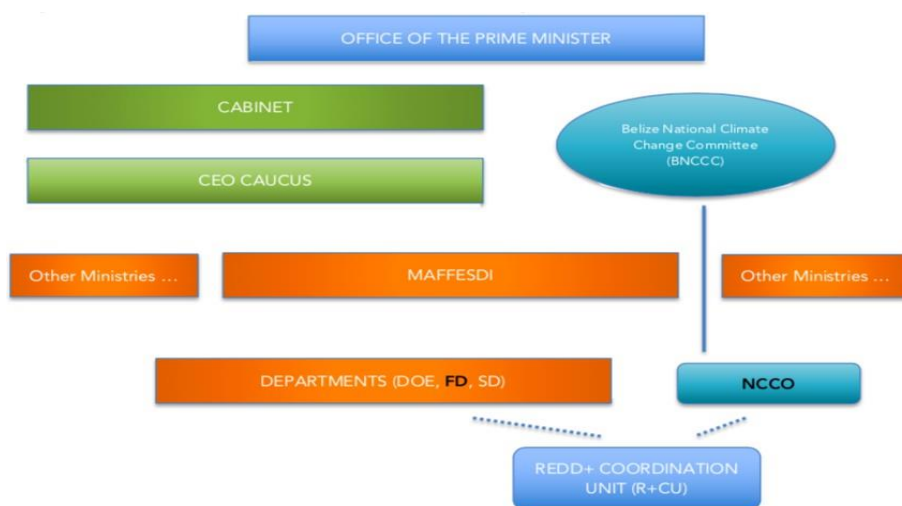 OFFICE OF THE PRIME MINISTER
CABINET
Belize National Climate
Change Committee
(BNCCC)
CEO CAUCUS
Other Ministries ...
MAFFESDI
Other Ministries ...
DEPARTMENTS (DOE, FD, SD)
NCCO
REDD+ COORDINATION
UNIT (R+CU)